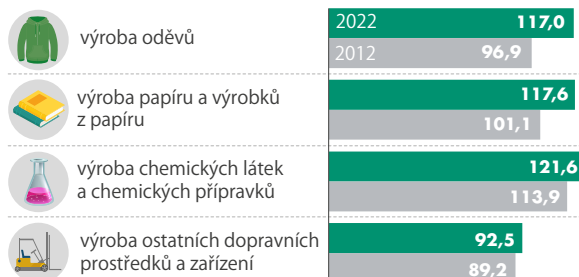 výroba oděvů
2022 117,0
2012 96,9
výroba papíru a výrobků
z papíru
117,6
101,1
výroba chemických látek
a chemických přípravků
121,6
113,9
výroba ostatních dopravních
prostředků a zařízení
92,5
89,2